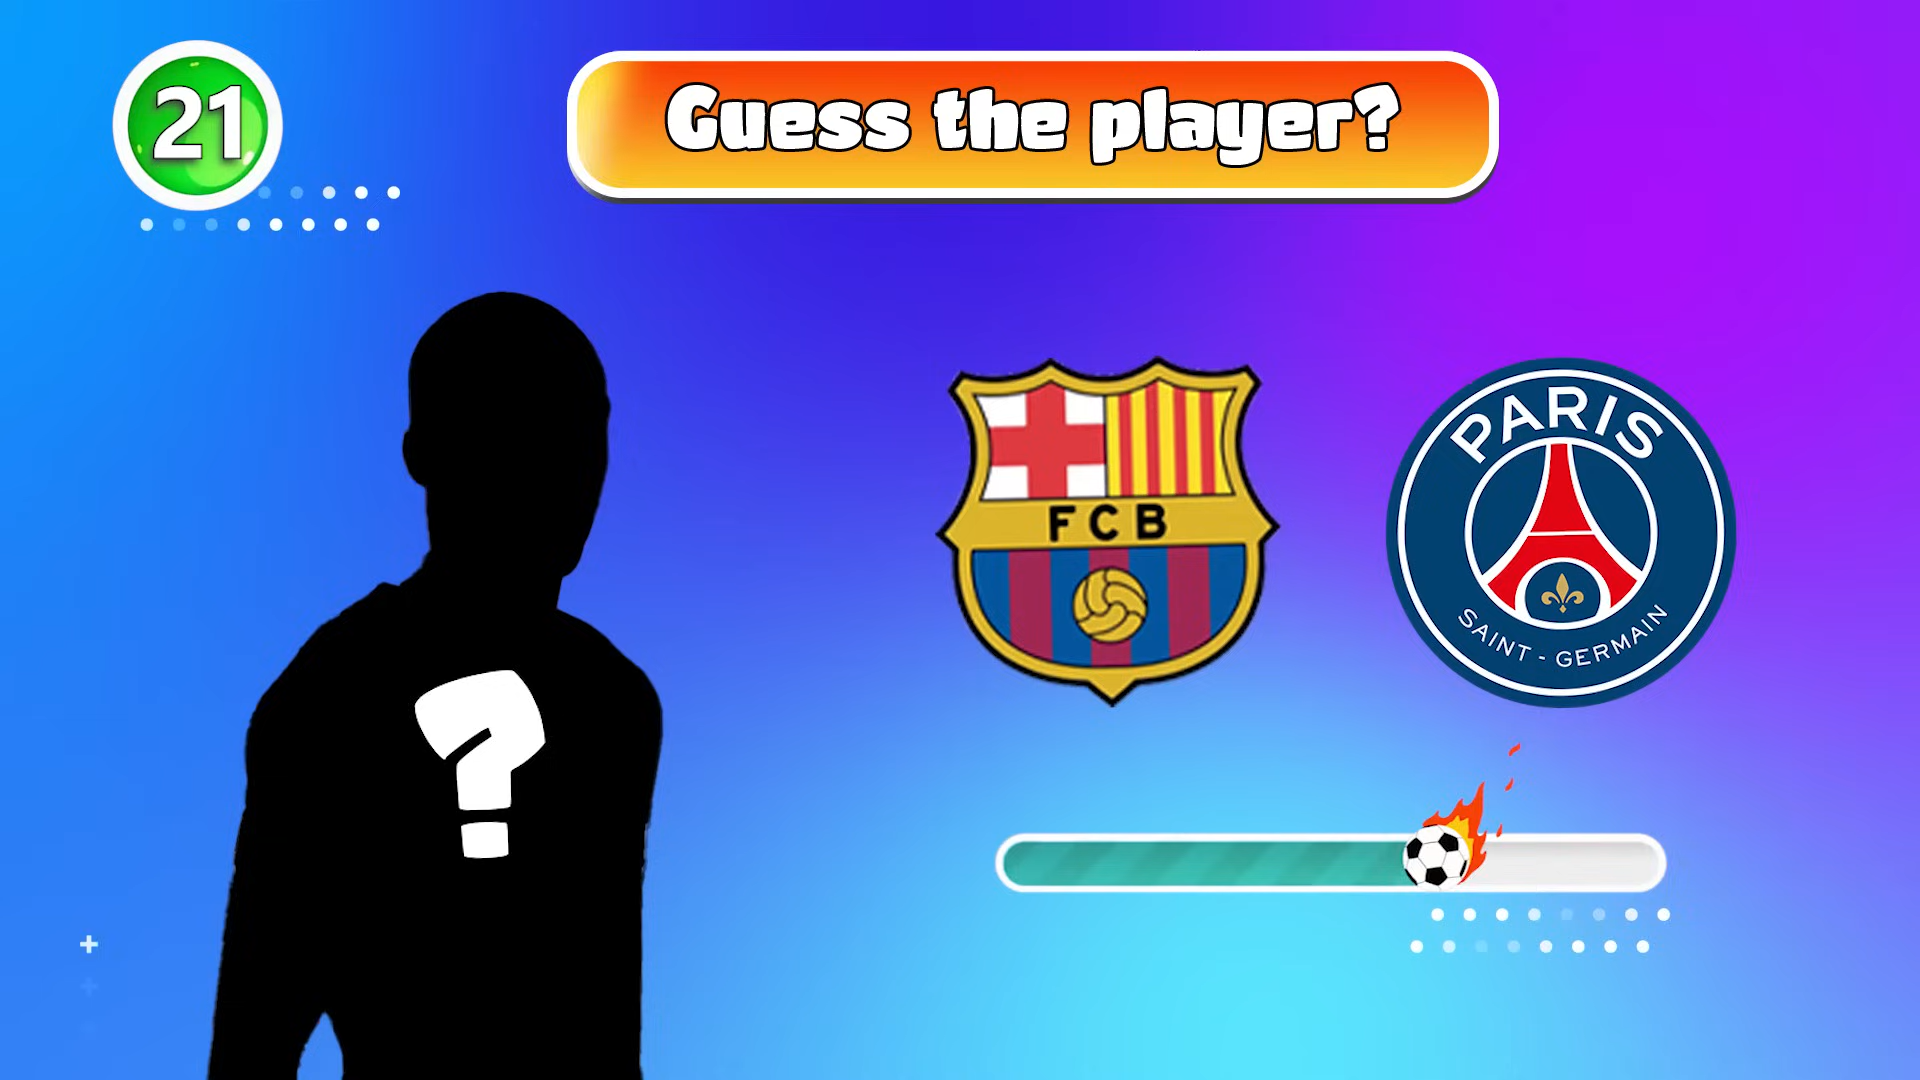 21
Guess the player?
?
FCB
PARIS
SAINT - GERMAIN